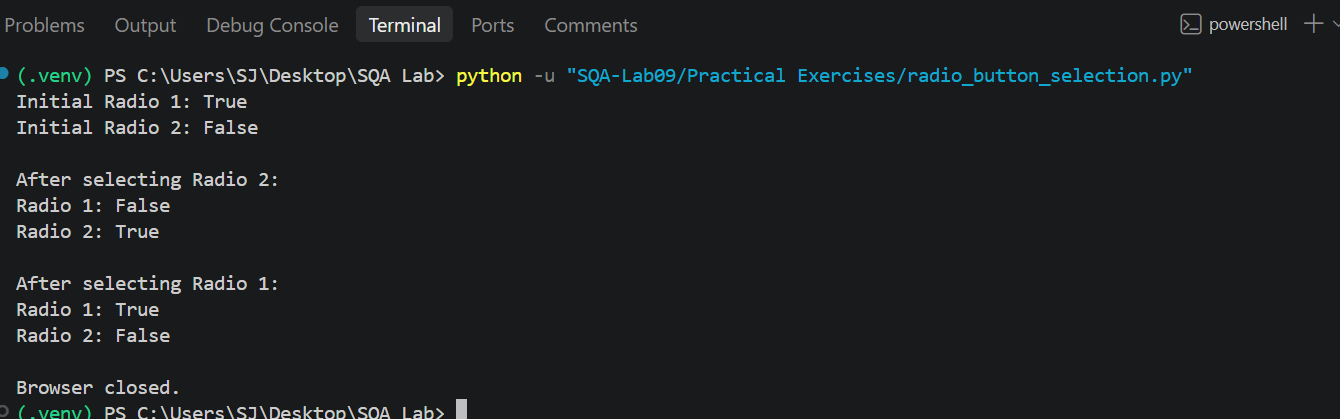 Problems Output Debug Console Terminal Ports Comments powershell
(.venv) PS C:\Users\SJ\Desktop\SQA Lab> python -u "SQA-Lab09/Practical Exercises/radio_button_selection.py"
Initial Radio 1: True
Initial Radio 2: False
After selecting Radio 2:
Radio 1: False
Radio 2: True
After selecting Radio 1:
Radio 1: True
Radio 2: False
Browser closed.
(.venv) PS C:\Users\SJ\Desktop\SQA Lab>